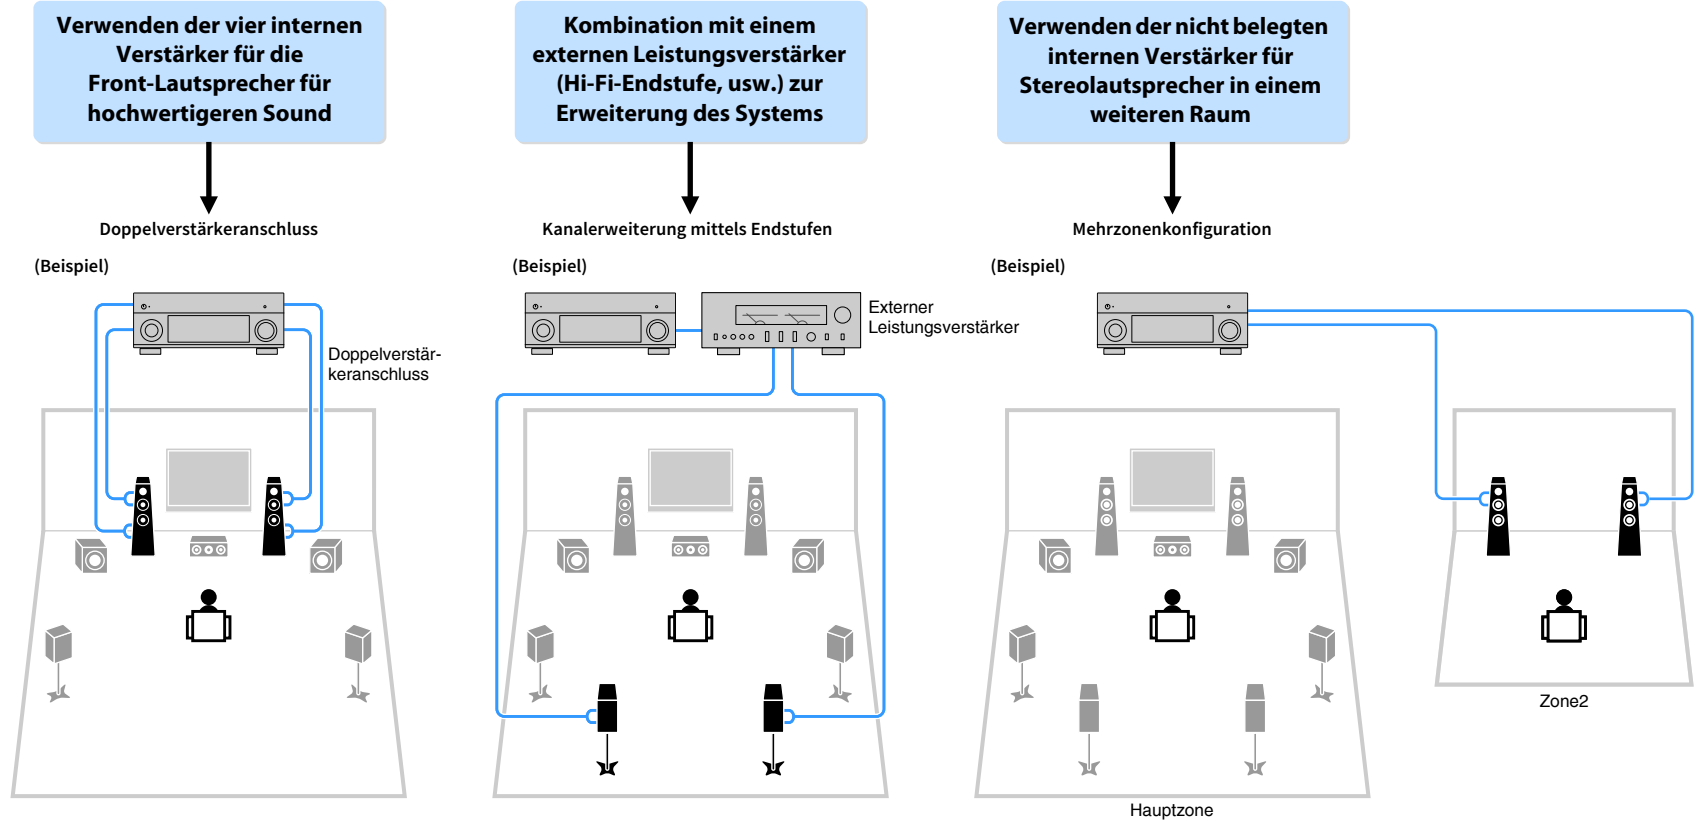 Verwenden der vier internen
Verstärker für die
Front-Lautsprecher für
hochwertigeren Sound
Doppelverstärkeranschluss
(Beispiel)
Doppelverstär-
keranschluss
Kombination mit einem
externen Leistungsverstärker
(Hi-Fi-Endstufe, usw.) zur
Erweiterung des Systems
Kanalerweiterung mittels Endstufen
(Beispiel)
Externer
Leistungsverstärker
Verwenden der nicht belegten
internen Verstärker für
Stereolautsprecher in einem
weiteren Raum
Mehrzonenkonfiguration
(Beispiel)
Zone2
Hauptzone